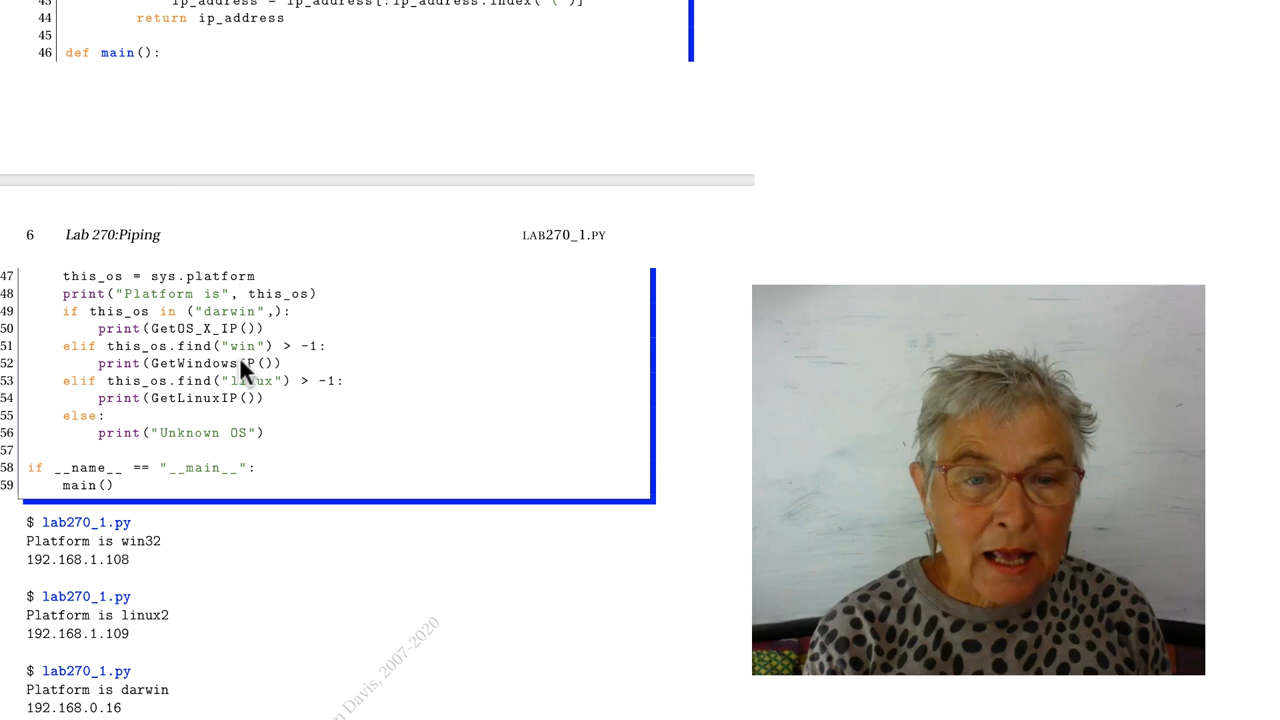 43 ip_address = ip_address[:ip_address.index("(")]
44 return ip_address
45
46 def main():
6 Lab 270:Piping LAB270_1.PY
47 this_os = sys.platform
48 print("Platform is", this_os)
49 if this_os in ("darwin",):
50 print(GetOS_X_IP())
51 elif this_os.find("win") > -1:
52 print(GetWindowsIP())
53 elif this_os.find("linux") > -1:
54 print(GetLinuxIP())
55 else:
56 print("Unknown OS")
57
58 if __name__ == "__main__":
59 main()
$ lab270_1.py
Platform is win32
192.168.1.108
$ lab270_1.py
Platform is linux2
192.168.1.109
$ lab270_1.py
Platform is darwin
192.168.0.16
Davis, 2007-2020